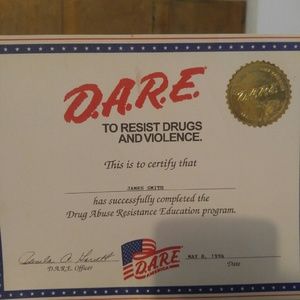 D.A.R.E.
D.A.R.E.
TO RESIST DRUGS
AND VIOLENCE.
This is to certify that
JAMES SMITH
has successfully completed the
Drug Abuse Resistance Education program.
D.A.R.E. Officer
D.A.R.E.
MAY 8, 1996
Date